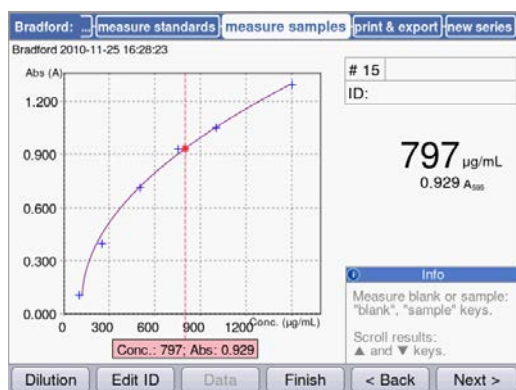 Bradford: ... measure standards measure samples print & export new series
Bradford 2010-11-25 16:28:23
Abs (A)
# 15
ID:
1.200
0.900
0.600
0.300
0.000
0 300 600 900 1200 Conc. (µg/mL)
797 µg/mL
0.929 A₅₉₅
Conc.: 797; Abs: 0.929
Info
Measure blank or sample:
"blank", "sample" keys.
Scroll results:
▲ and ▼ keys.
Dilution Edit ID Data Finish < Back Next >